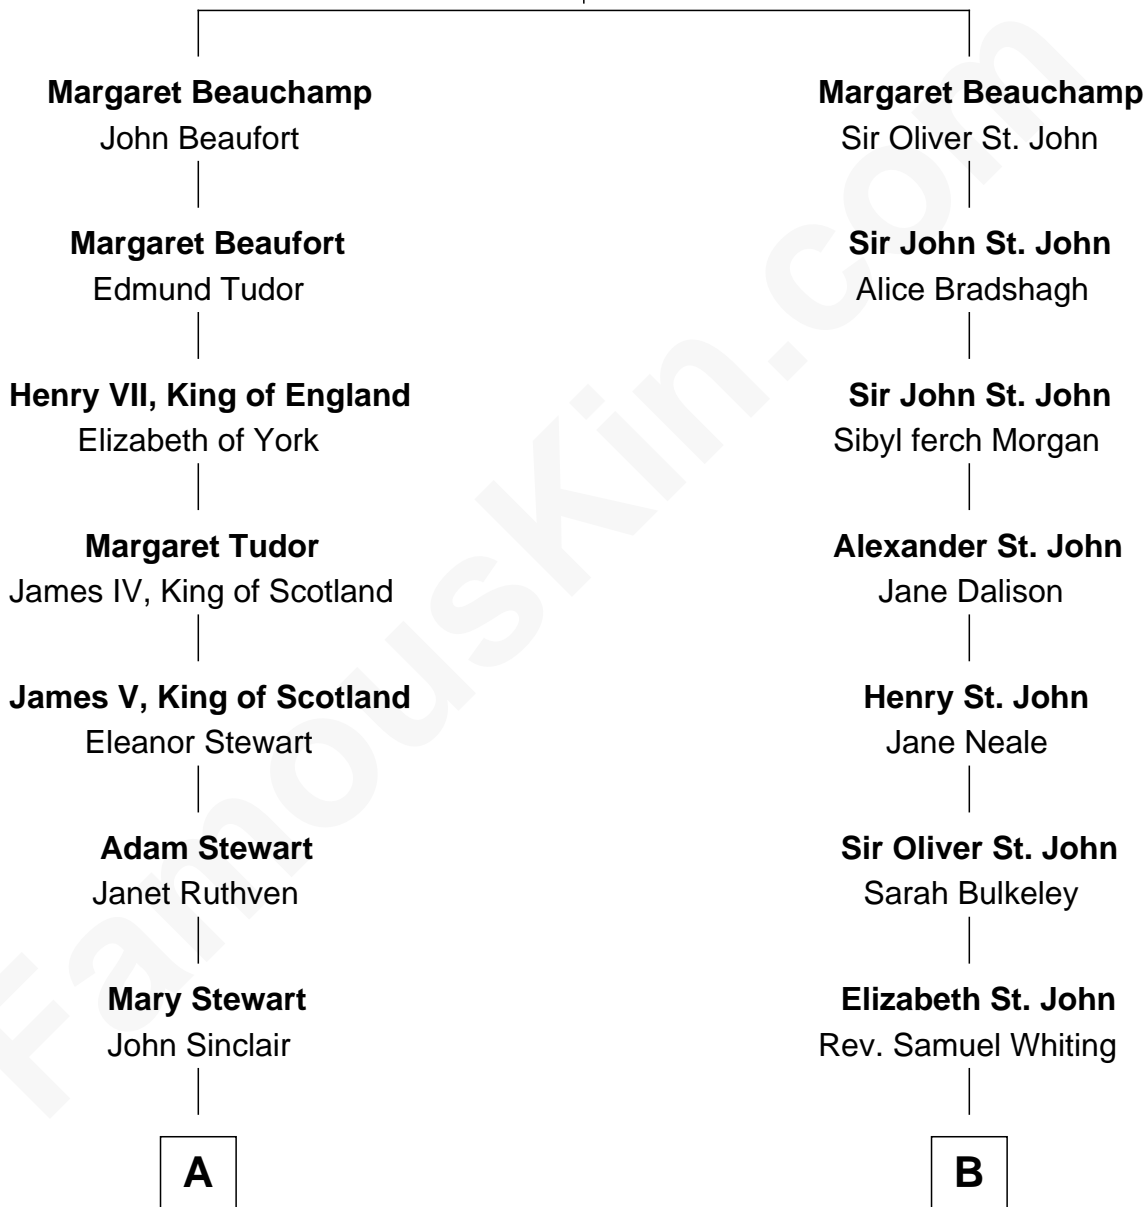 Margaret Beauchamp
John Beaufort
Margaret Beaufort
Edmund Tudor
Henry VII, King of England
Elizabeth of York
Margaret Tudor
James IV, King of Scotland
James V, King of Scotland
Eleanor Stewart
Adam Stewart
Janet Ruthven
Mary Stewart
John Sinclair
A
Margaret Beauchamp
Sir Oliver St. John
Sir John St. John
Alice Bradshagh
Sir John St. John
Sibyl ferch Morgan
Alexander St. John
Jane Dalison
Henry St. John
Jane Neale
Sir Oliver St. John
Sarah Bulkeley
Elizabeth St. John
Rev. Samuel Whiting
B
FamousKin.com